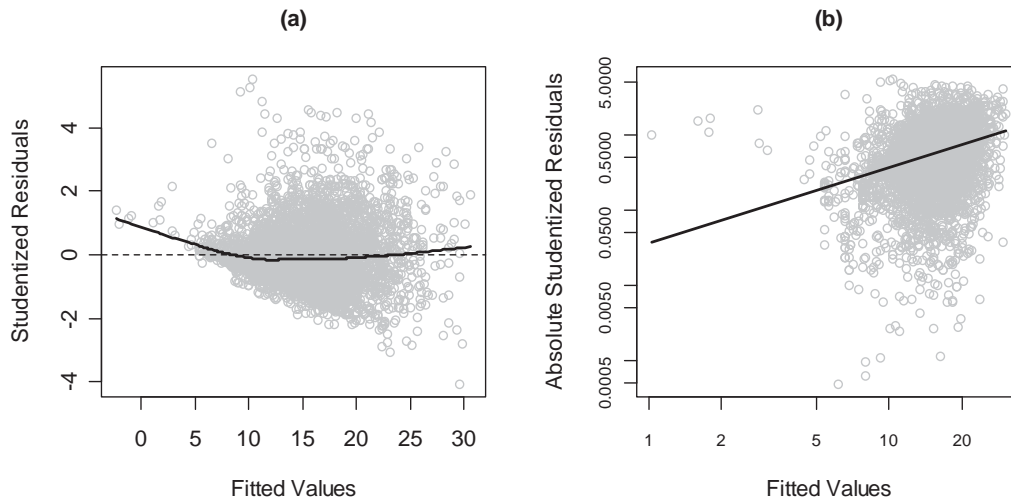 (a)
Studentized Residuals
4
2
0
-2
-4
0 5 10 15 20 25 30
Fitted Values
(b)
Absolute Studentized Residuals
5.0000
0.5000
0.0500
0.0050
0.0005
1 2 5 10 20
Fitted Values